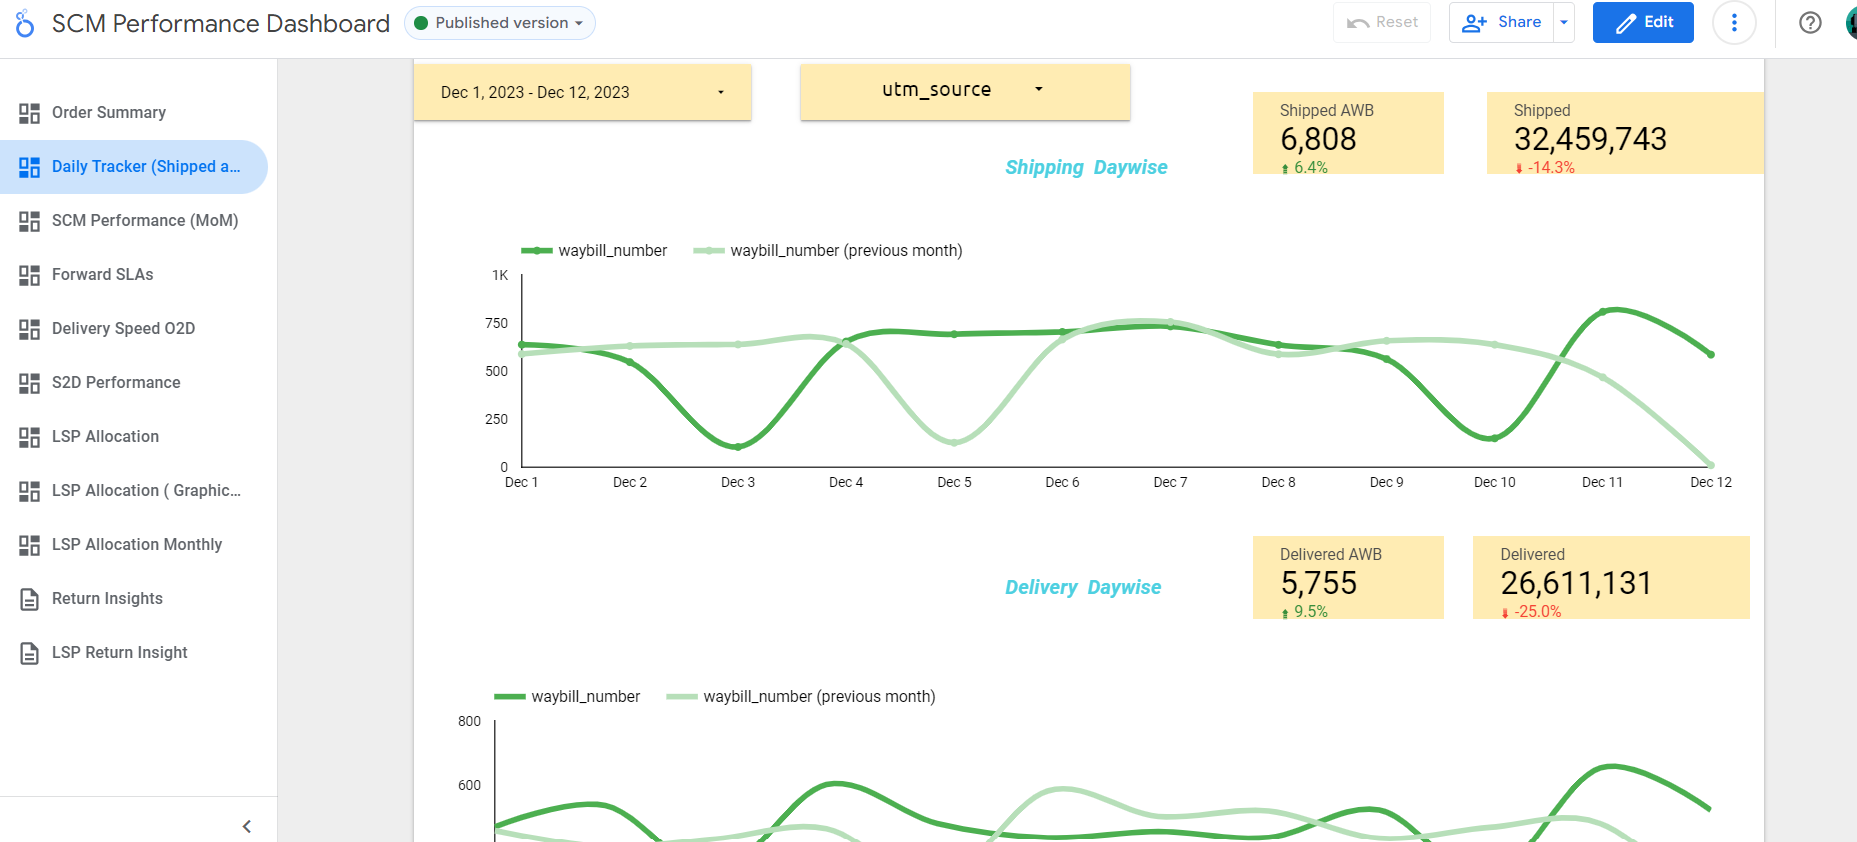 SCM Performance Dashboard
Published version
Reset
Share
Edit
Order Summary
Daily Tracker (Shipped a...
SCM Performance (MoM)
Forward SLAs
Delivery Speed O2D
S2D Performance
LSP Allocation
LSP Allocation ( Graphic...
LSP Allocation Monthly
Return Insights
LSP Return Insight
Dec 1, 2023 - Dec 12, 2023
utm_source
Shipped AWB
6,808
6.4%
Shipped
32,459,743
-14.3%
Shipping Daywise
waybill_number
waybill_number (previous month)
1K
750
500
250
0
Dec 1
Dec 2
Dec 3
Dec 4
Dec 5
Dec 6
Dec 7
Dec 8
Dec 9
Dec 10
Dec 11
Dec 12
Delivered AWB
5,755
9.5%
Delivered
26,611,131
-25.0%
Delivery Daywise
waybill_number
waybill_number (previous month)
800
600